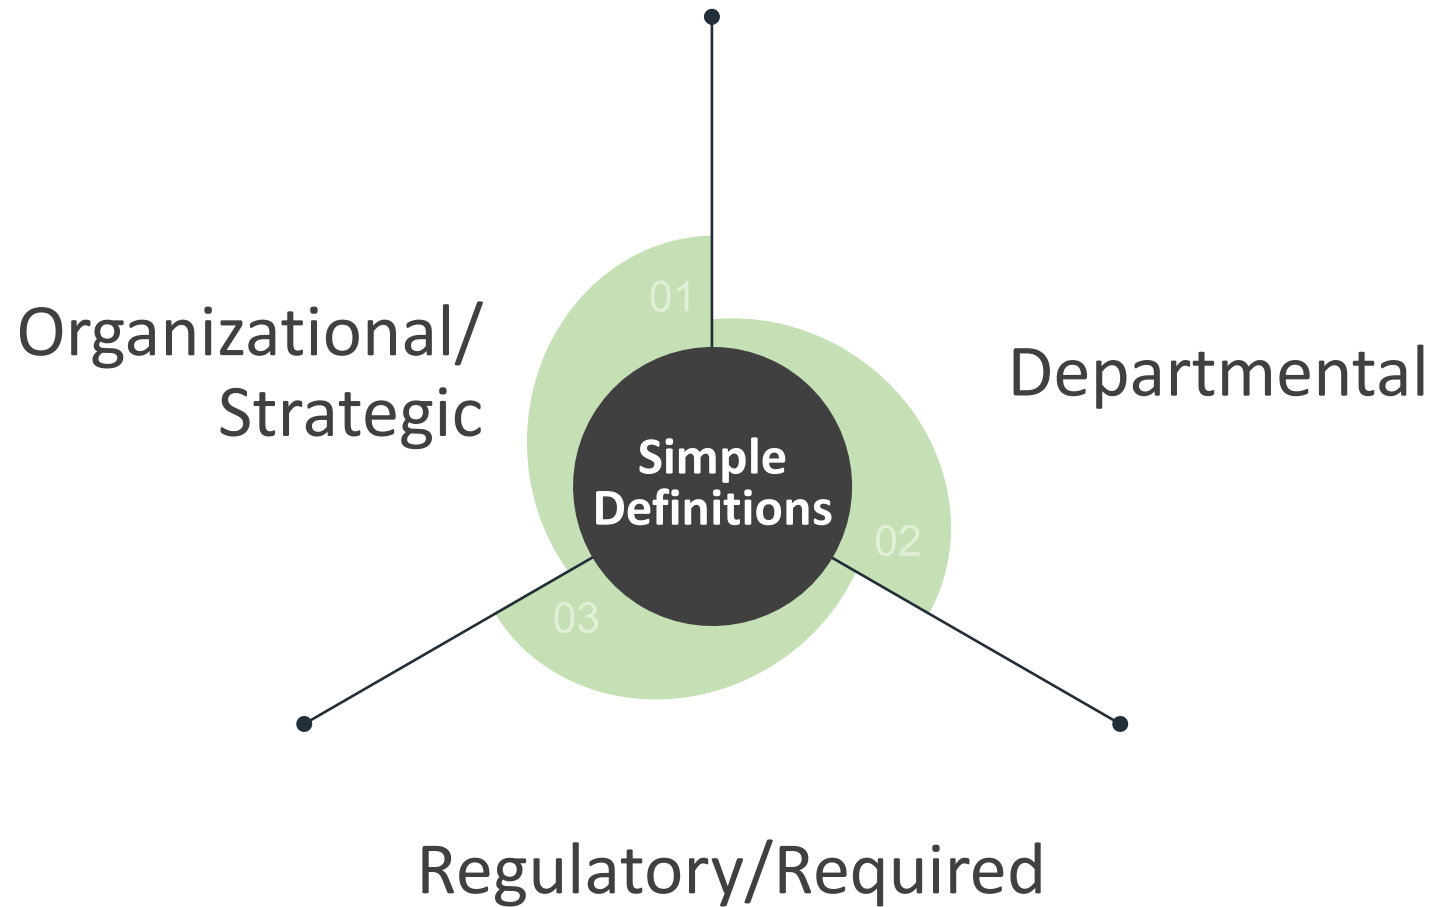 01
Organizational/
Strategic
Departmental
Simple
Definitions
02
03
Regulatory/Required